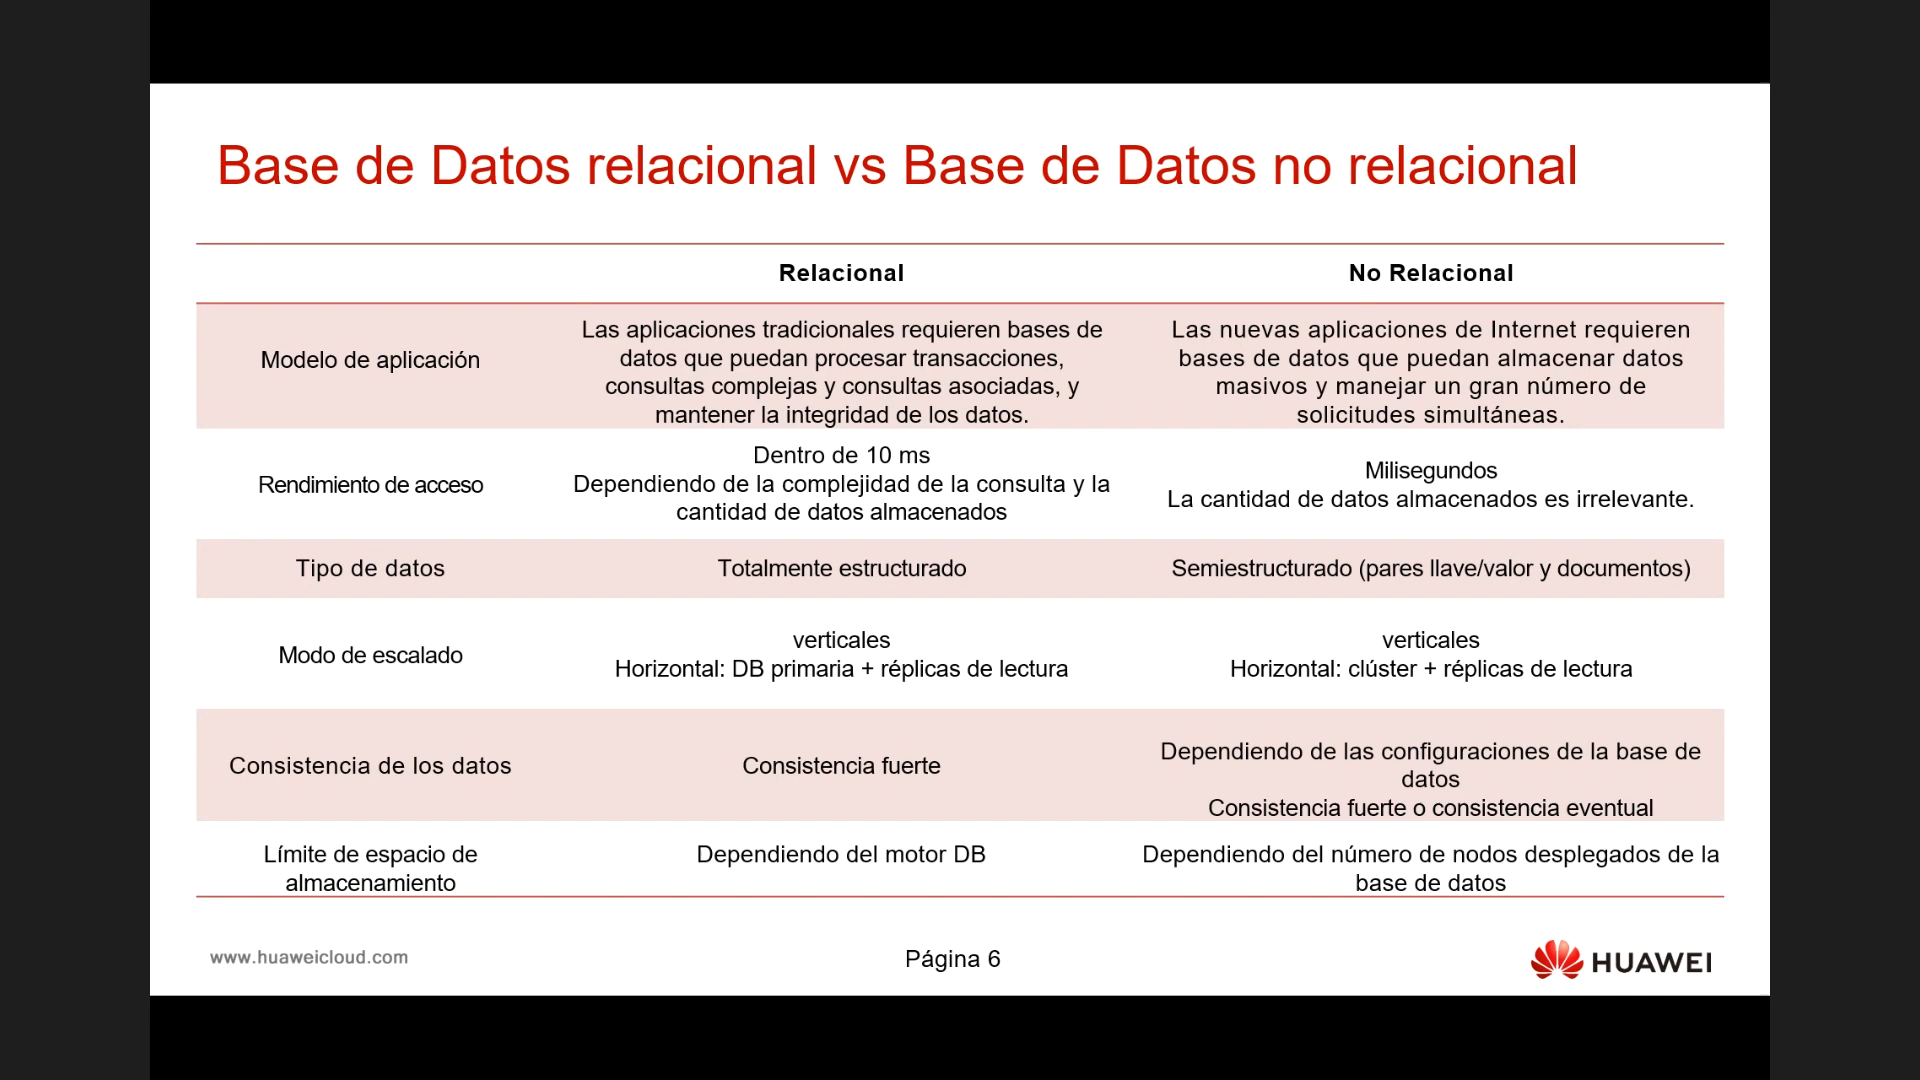 Base de Datos relacional vs Base de Datos no relacional
Relacional
No Relacional
Modelo de aplicación
Las aplicaciones tradicionales requieren bases de
datos que puedan procesar transacciones,
consultas complejas y consultas asociadas, y
mantener la integridad de los datos.
Las nuevas aplicaciones de Internet requieren
bases de datos que puedan almacenar datos
masivos y manejar un gran número de
solicitudes simultáneas.
Rendimiento de acceso
Dentro de 10 ms
Dependiendo de la complejidad de la consulta y la
cantidad de datos almacenados
Milisegundos
La cantidad de datos almacenados es irrelevante.
Tipo de datos
Totalmente estructurado
Semiestructurado (pares llave/valor y documentos)
Modo de escalado
verticales
Horizontal: DB primaria + réplicas de lectura
verticales
Horizontal: clúster + réplicas de lectura
Consistencia de los datos
Consistencia fuerte
Dependiendo de las configuraciones de la base de
datos
Consistencia fuerte o consistencia eventual
Límite de espacio de
almacenamiento
Dependiendo del motor DB
Dependiendo del número de nodos desplegados de la
base de datos
www.huaweicloud.com
Página 6
HUAWEI